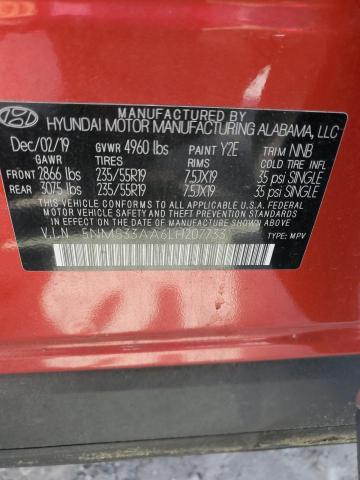 MANUFACTURED BY
HYUNDAI MOTOR MANUFACTURING ALABAMA, LLC
Dec/02/19 GVWR 4960 lbs PAINT Y2E TRIM NNB
GAWR TIRES RIMS
FRONT 2866 lbs 235/55R19 7.5JX19 35 psi SINGLE
REAR 3075 lbs 235/55R19 7.5JX19 35 psi SINGLE
THIS VEHICLE CONFORMS TO ALL APPLICABLE U.S.A. FEDERAL
MOTOR VEHICLE SAFETY AND THEFT PREVENTION STANDARDS
IN EFFECT ON THE DATE OF MANUFACTURE SHOWN ABOVE.
V.I.N. 5NMS33AA6LH207733
TYPE: MPV